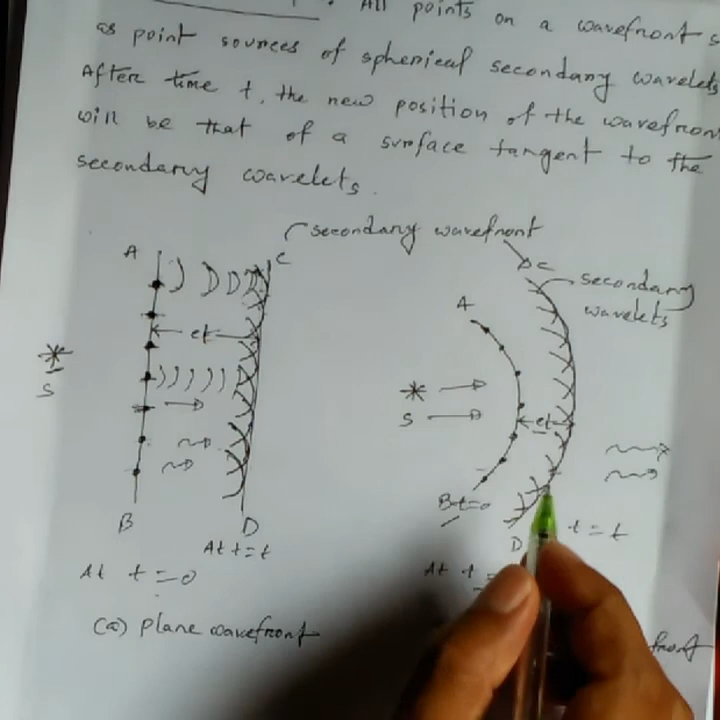 All points on a wavefront s
as point sources of spherical secondary wavelets
After time t, the new position of the wavefron
will be that of a surface tangent to the
secondary wavelets.
secondary wavefront
A
C
C
secondary
wavelets
A
ct
S
S
ct
B
D
B t=0
t=t
At t=t
D
At t=0
At t
(a) plane wavefront
front